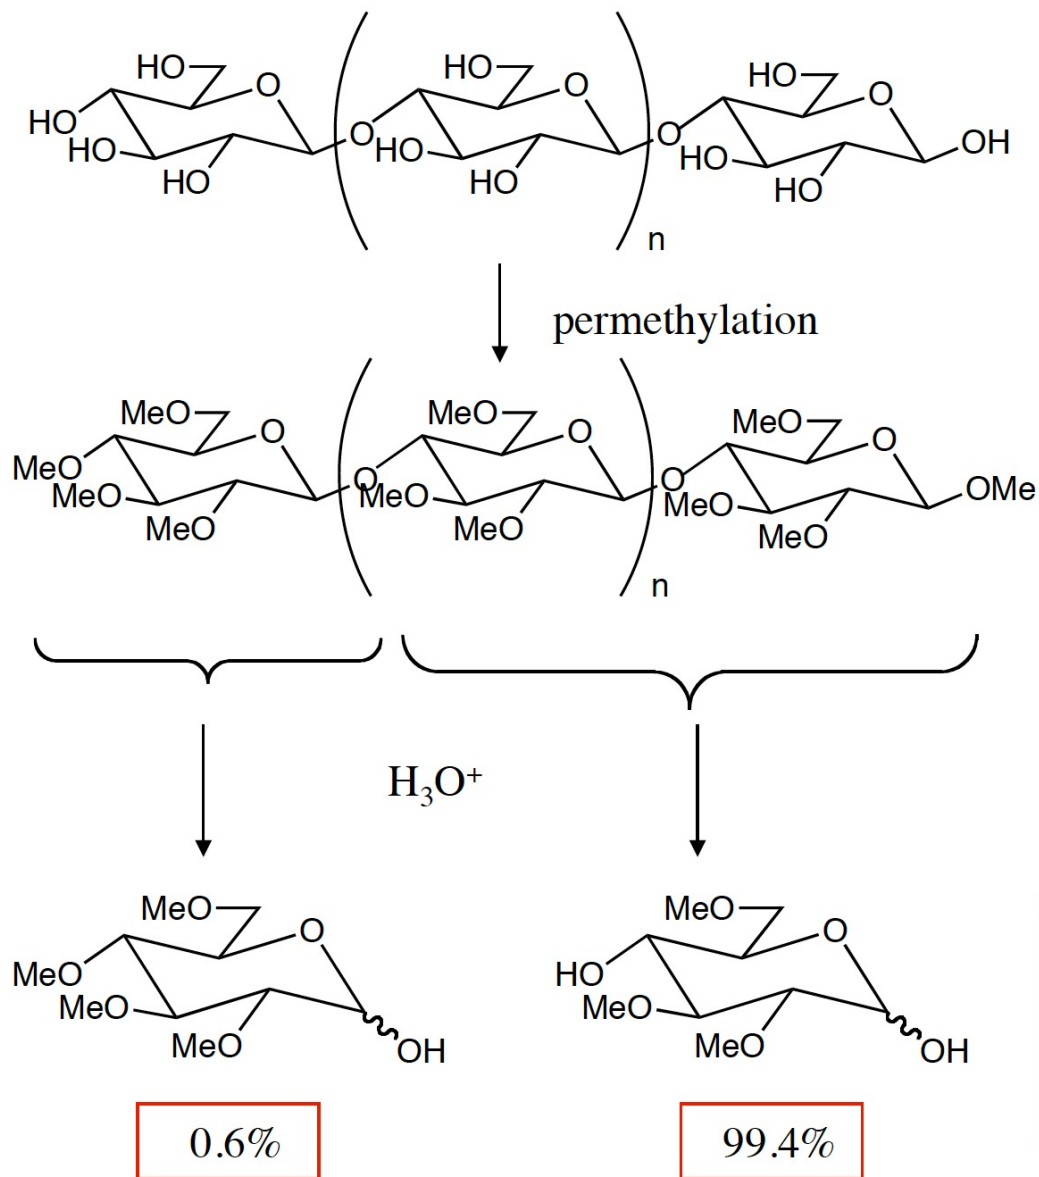 HO HO HO
O O O
HO O O OH
HO HO HO
HO HO HO
n
permethylation
MeO MeO MeO
O O O
MeO O O OMe
MeO MeO MeO
MeO MeO MeO
n
H₃O⁺
MeO O MeO O
MeO HO
MeO MeO
MeO OH MeO OH
0.6% 99.4%